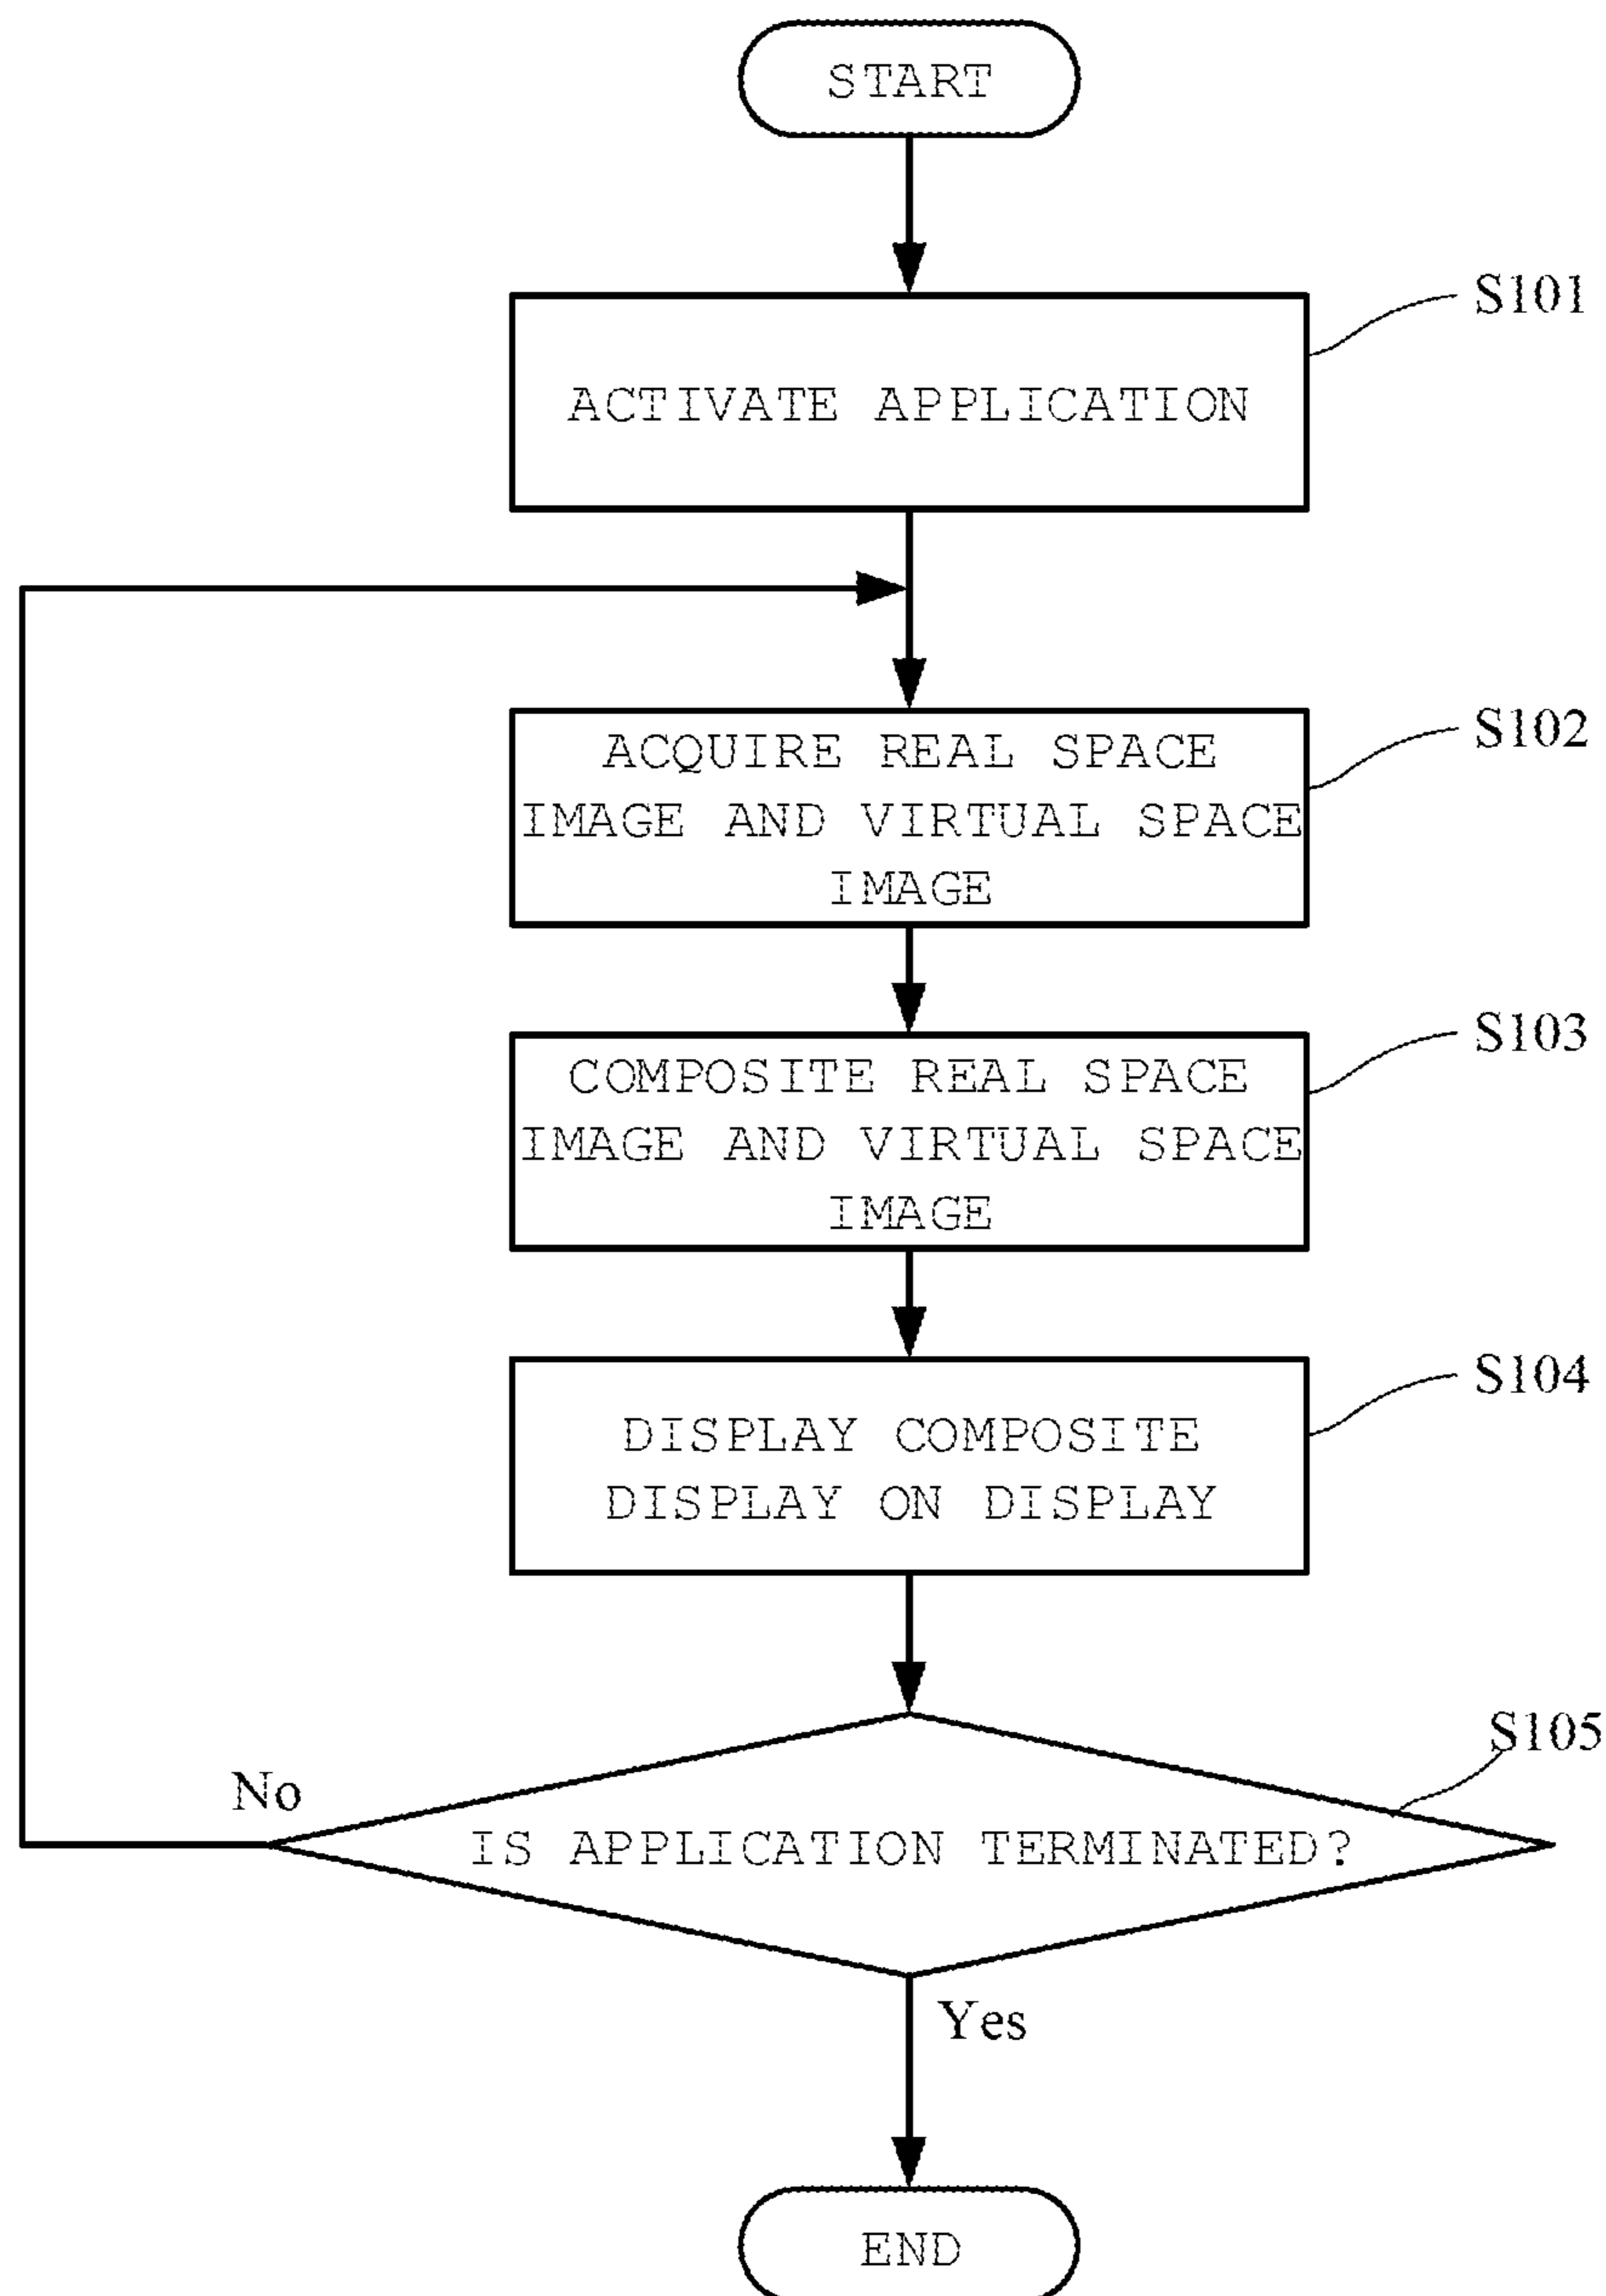 START
S101
ACTIVATE APPLICATION
S102
ACQUIRE REAL SPACE
IMAGE AND VIRTUAL SPACE
IMAGE
S103
COMPOSITE REAL SPACE
IMAGE AND VIRTUAL SPACE
IMAGE
S104
DISPLAY COMPOSITE
DISPLAY ON DISPLAY
S105
No
IS APPLICATION TERMINATED?
Yes
END